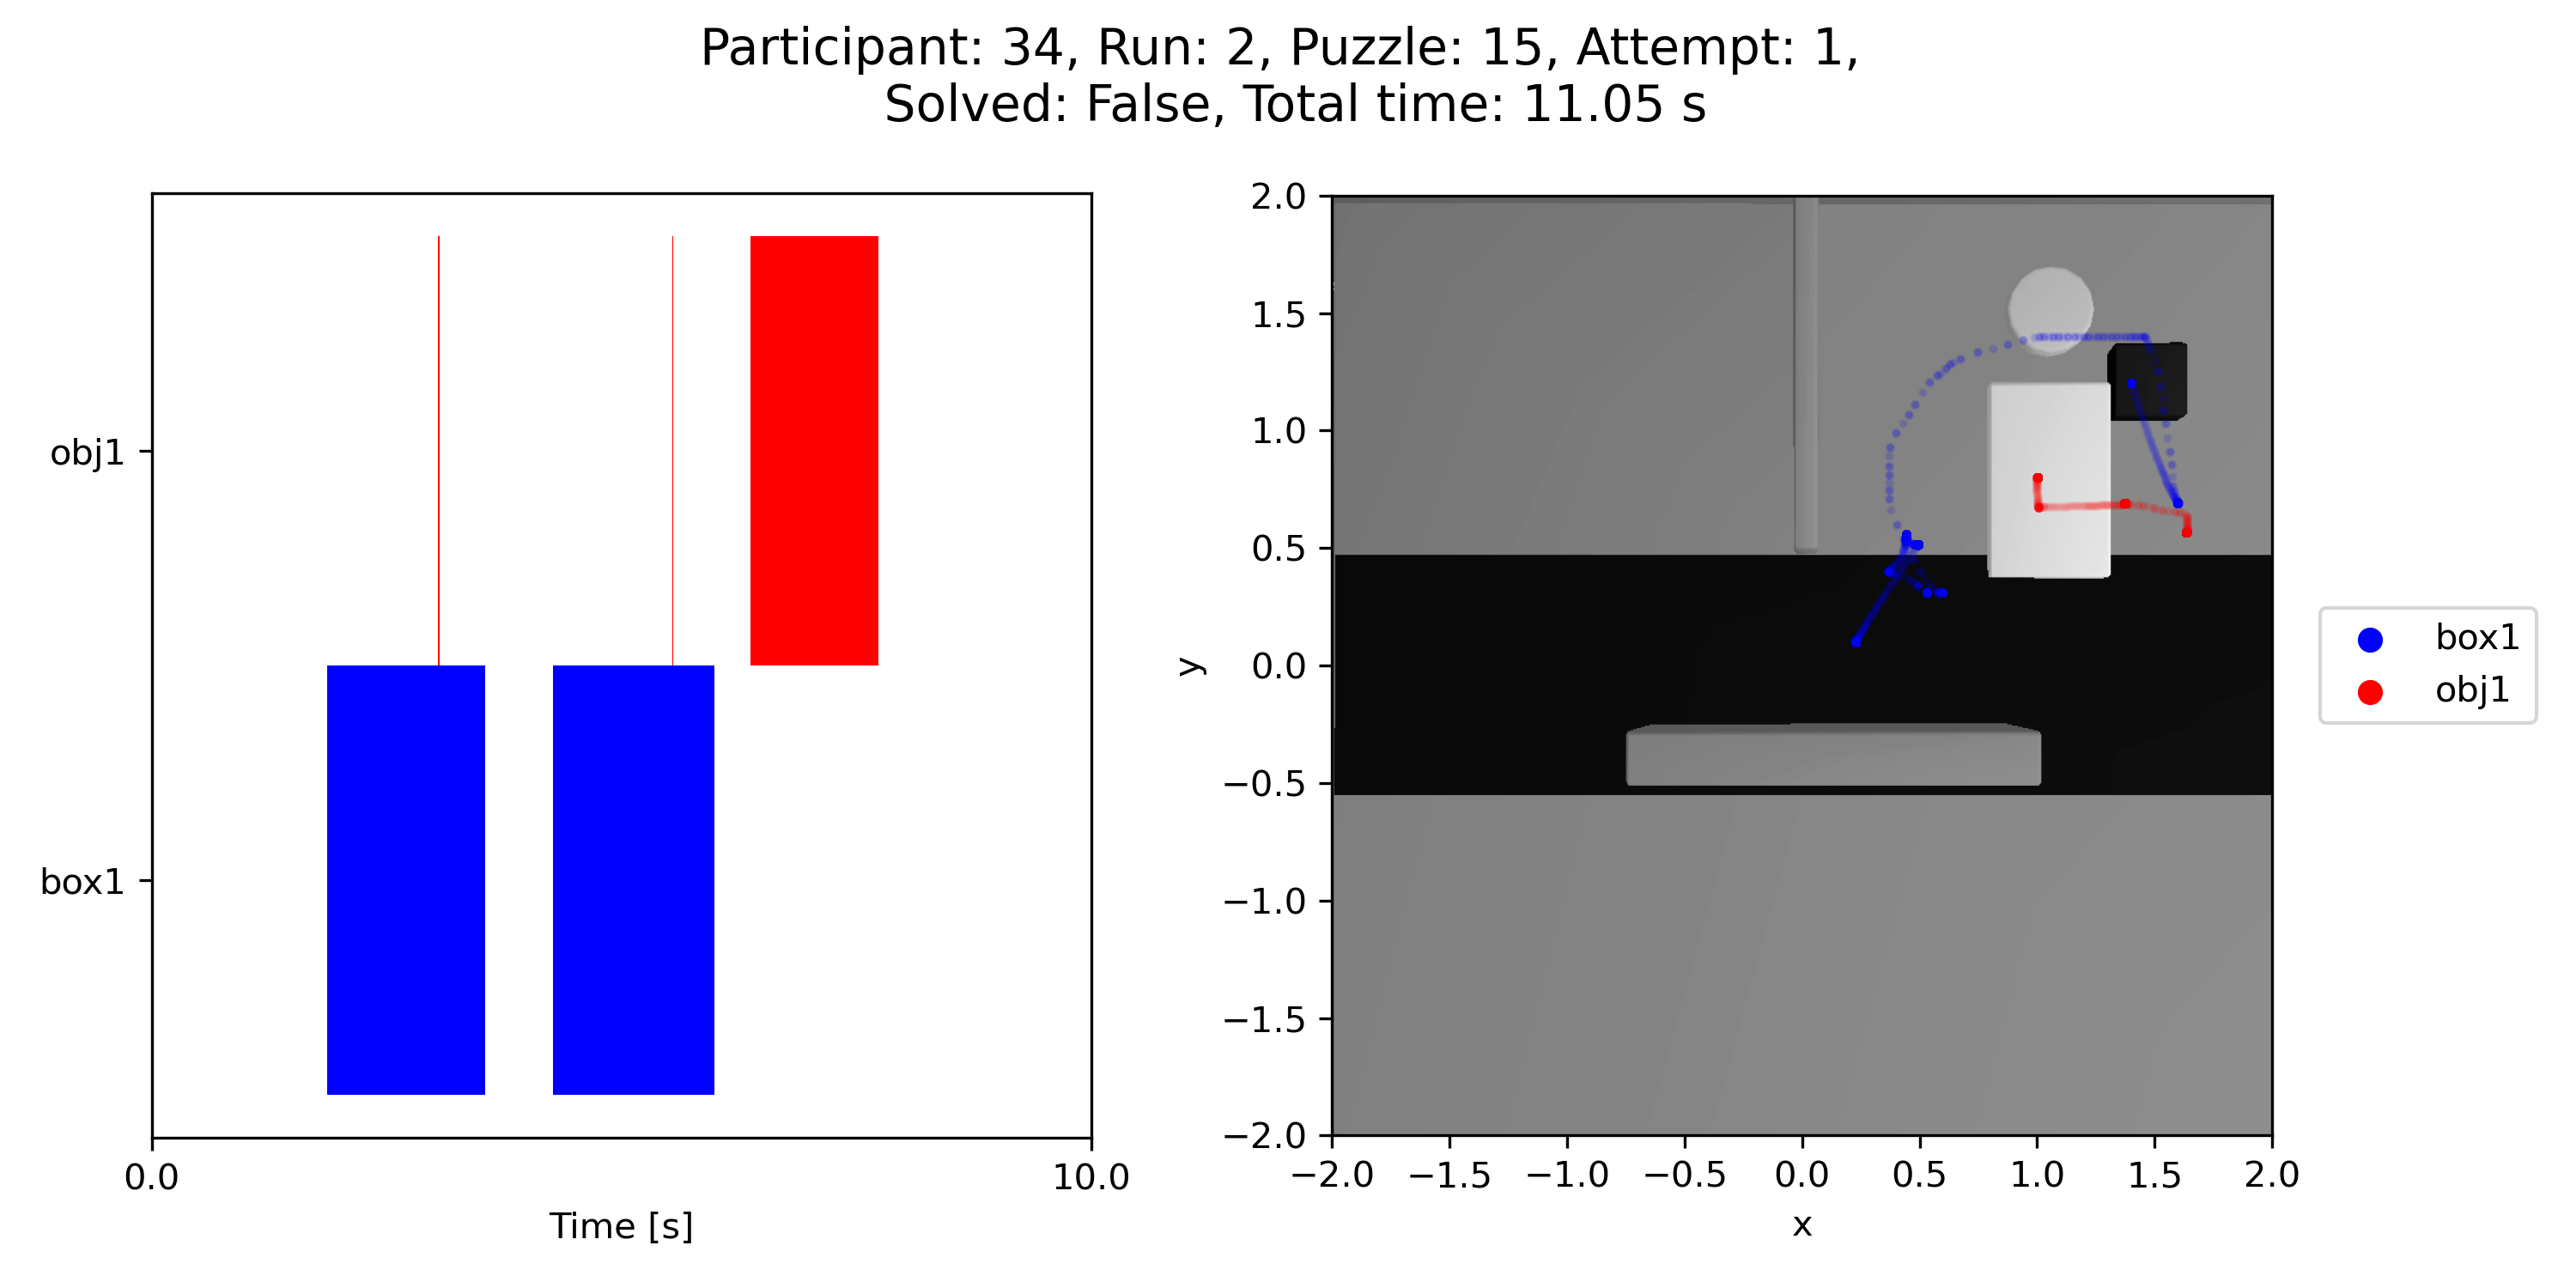 Participant: 34, Run: 2, Puzzle: 15, Attempt: 1,
Solved: False, Total time: 11.05 s
obj1
box1
0.0
10.0
Time [s]
2.0
1.5
1.0
0.5
0.0
−0.5
−1.0
−1.5
−2.0
y
−2.0 −1.5 −1.0 −0.5 0.0 0.5 1.0 1.5 2.0
x
box1
obj1